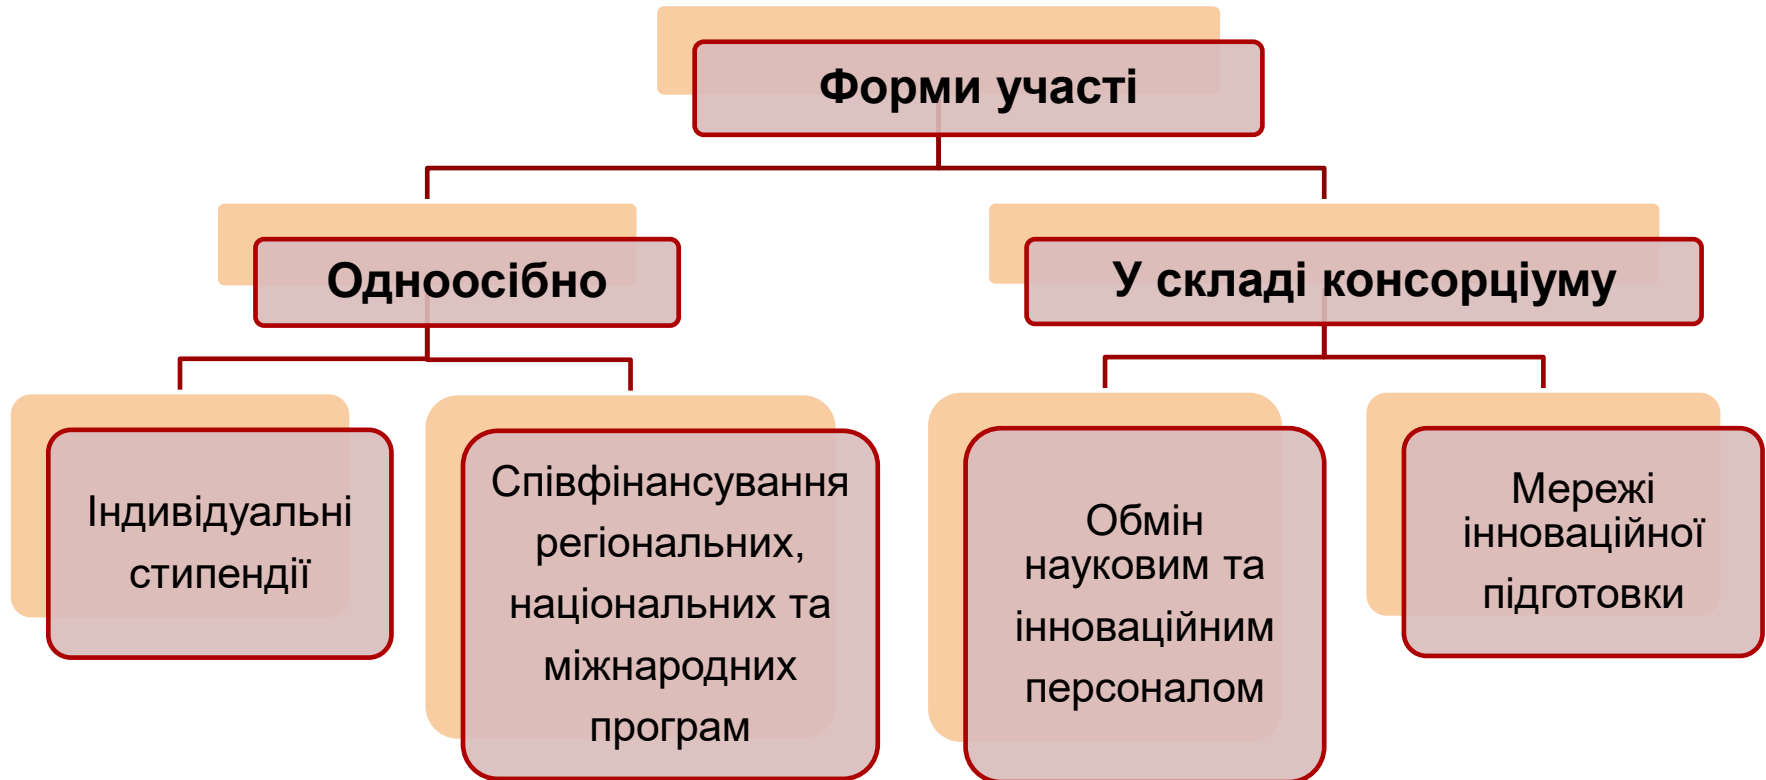 Форми участі
Одноосібно
У складі консорціуму
Індивідуальні
стипендії
Співфінансування
регіональних,
національних та
міжнародних
програм
Обмін
науковим та
інноваційним
персоналом
Мережі
інноваційної
підготовки